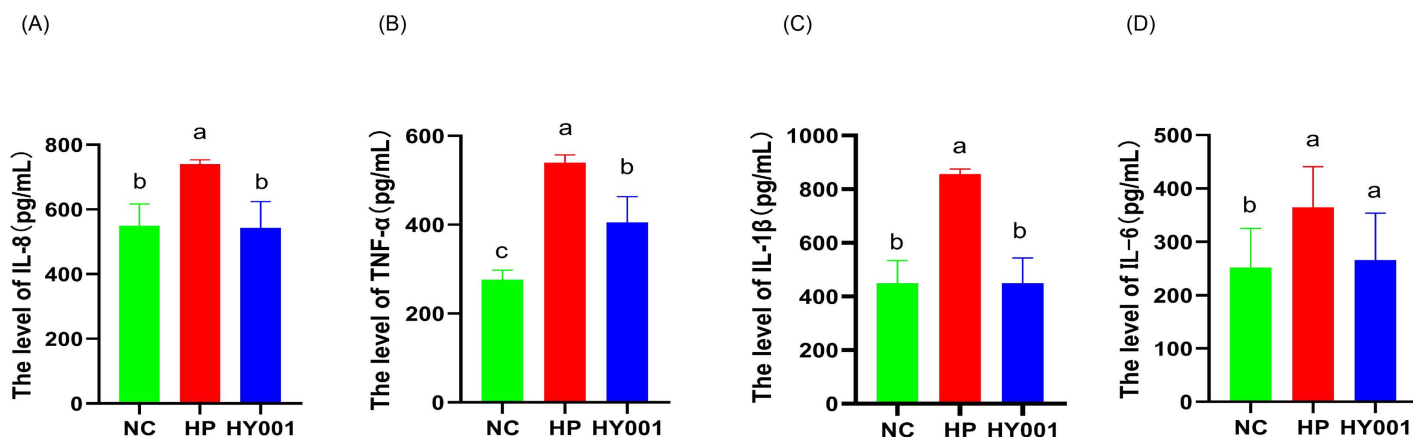 (A)
The level of IL-8(pg/mL)
800
600
400
200
0
b
a
b
NC HP HY001
(B)
The level of TNF-α(pg/mL)
600
400
200
0
c
a
b
NC HP HY001
(C)
The level of IL-1β(pg/mL)
1000
800
600
400
200
0
b
a
b
NC HP HY001
(D)
The level of IL-6(pg/mL)
500
400
300
200
100
0
b
a
a
NC HP HY001